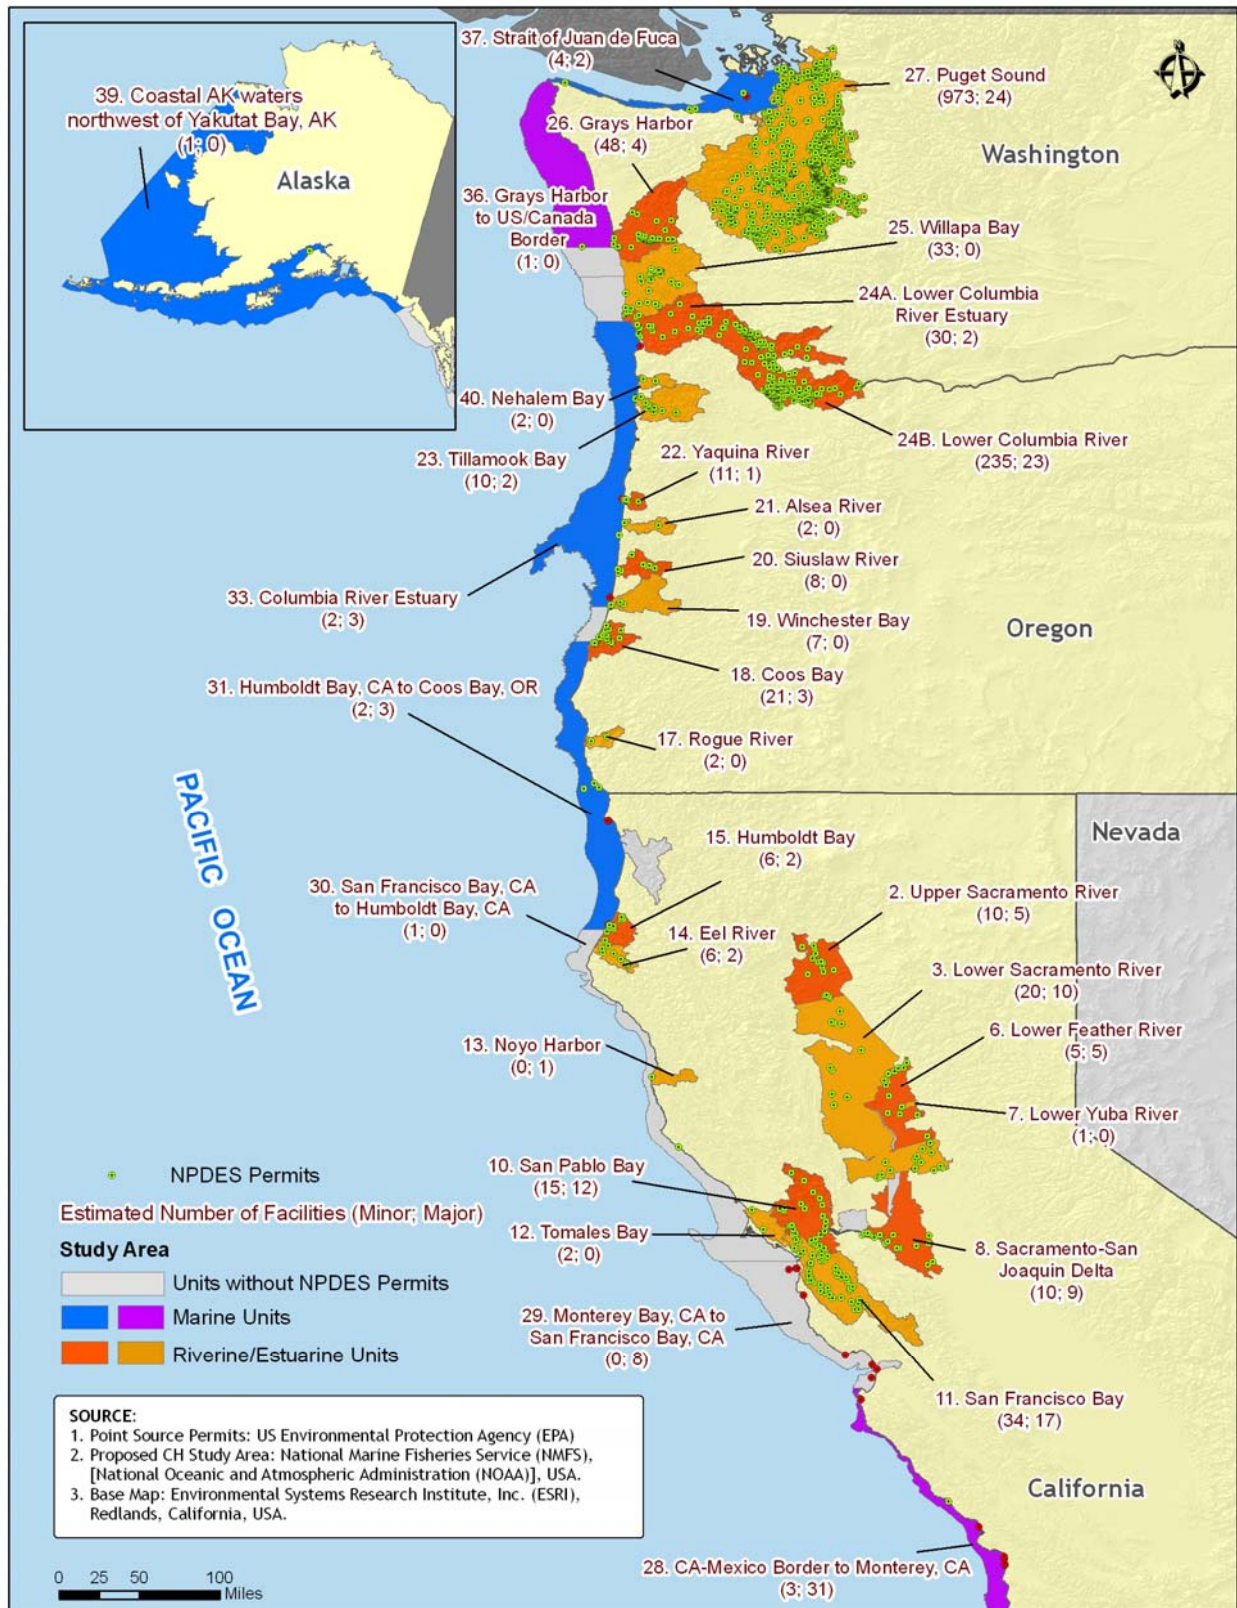 37. Strait of Juan de Fuca
(4; 2)
27. Puget Sound
(973; 24)
39. Coastal AK waters
northwest of Yakutat Bay, AK
(1; 0)
Alaska
26. Grays Harbor
(48; 4)
Washington
36. Grays Harbor
to US/Canada
Border
(1; 0)
25. Willapa Bay
(33; 0)
24A. Lower Columbia
River Estuary
(30; 2)
40. Nehalem Bay
(2; 0)
24B. Lower Columbia River
(235; 23)
23. Tillamook Bay
(10; 2)
22. Yaquina River
(11; 1)
21. Alsea River
(2; 0)
20. Siuslaw River
(8; 0)
33. Columbia River Estuary
(2; 3)
19. Winchester Bay
(7; 0)
Oregon
18. Coos Bay
(21; 3)
31. Humboldt Bay, CA to Coos Bay, OR
(2; 3)
17. Rogue River
(2; 0)
PACIFIC OCEAN
Nevada
15. Humboldt Bay
(6; 2)
30. San Francisco Bay, CA
to Humboldt Bay, CA
(1; 0)
2. Upper Sacramento River
(10; 5)
14. Eel River
(6; 2)
3. Lower Sacramento River
(20; 10)
6. Lower Feather River
(5; 5)
13. Noyo Harbor
(0; 1)
7. Lower Yuba River
(1; 0)
10. San Pablo Bay
(15; 12)
12. Tomales Bay
(2; 0)
8. Sacramento-San
Joaquin Delta
(10; 9)
29. Monterey Bay, CA to
San Francisco Bay, CA
(0; 8)
11. San Francisco Bay
(34; 17)
California
28. CA-Mexico Border to Monterey, CA
(3; 31)
NPDES Permits
Estimated Number of Facilities (Minor; Major)
Study Area
Units without NPDES Permits
Marine Units
Riverine/Estuarine Units
SOURCE:
1. Point Source Permits: US Environmental Protection Agency (EPA)
2. Proposed CH Study Area: National Marine Fisheries Service (NMFS),
[National Oceanic and Atmospheric Administration (NOAA)], USA.
3. Base Map: Environmental Systems Research Institute, Inc. (ESRI),
Redlands, California, USA.
0 25 50 100
Miles